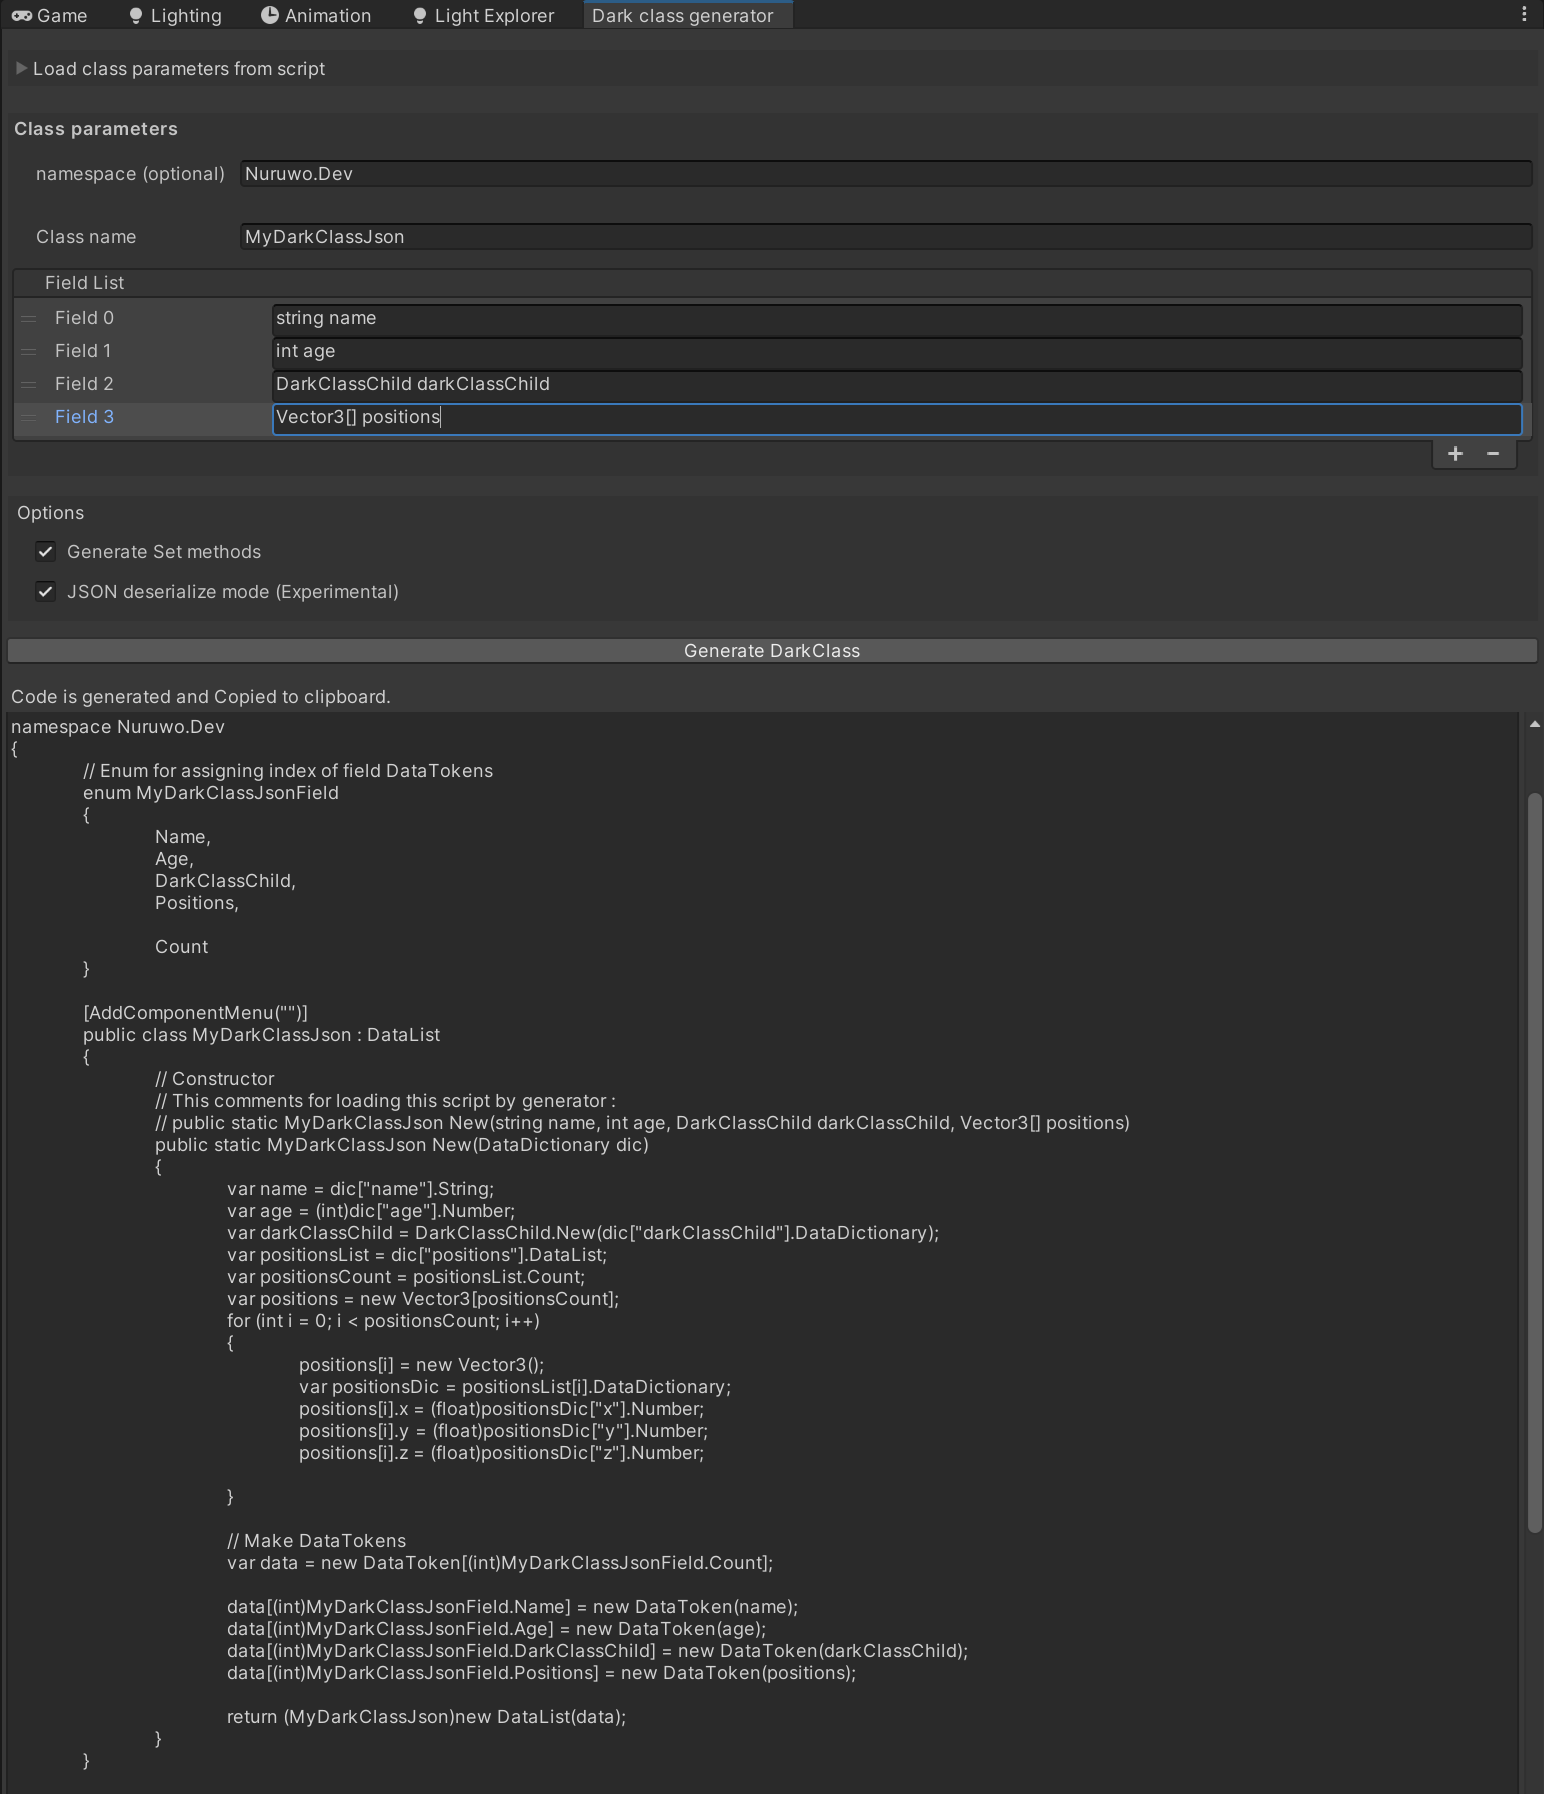 Game Lighting Animation Light Explorer Dark class generator
Load class parameters from script
Class parameters
namespace (optional) Nuruwo.Dev
Class name MyDarkClassJson
Field List
Field 0 string name
Field 1 int age
Field 2 DarkClassChild darkClassChild
Field 3 Vector3[] positions
+ −
Options
Generate Set methods
JSON deserialize mode (Experimental)
Generate DarkClass
Code is generated and Copied to clipboard.
namespace Nuruwo.Dev
{
// Enum for assigning index of field DataTokens
enum MyDarkClassJsonField
{
Name,
Age,
DarkClassChild,
Positions,
Count
}
[AddComponentMenu("")]
public class MyDarkClassJson : DataList
{
// Constructor
// This comments for loading this script by generator :
// public static MyDarkClassJson New(string name, int age, DarkClassChild darkClassChild, Vector3[] positions)
public static MyDarkClassJson New(DataDictionary dic)
{
var name = dic["name"].String;
var age = (int)dic["age"].Number;
var darkClassChild = DarkClassChild.New(dic["darkClassChild"].DataDictionary);
var positionsList = dic["positions"].DataList;
var positionsCount = positionsList.Count;
var positions = new Vector3[positionsCount];
for (int i = 0; i < positionsCount; i++)
{
positions[i] = new Vector3();
var positionsDic = positionsList[i].DataDictionary;
positions[i].x = (float)positionsDic["x"].Number;
positions[i].y = (float)positionsDic["y"].Number;
positions[i].z = (float)positionsDic["z"].Number;
}
// Make DataTokens
var data = new DataToken[(int)MyDarkClassJsonField.Count];
data[(int)MyDarkClassJsonField.Name] = new DataToken(name);
data[(int)MyDarkClassJsonField.Age] = new DataToken(age);
data[(int)MyDarkClassJsonField.DarkClassChild] = new DataToken(darkClassChild);
data[(int)MyDarkClassJsonField.Positions] = new DataToken(positions);
return (MyDarkClassJson)new DataList(data);
}
}